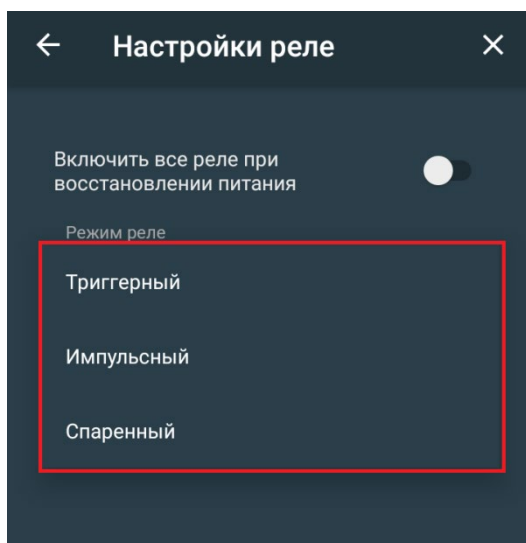 Настройки реле
Включить все реле при
восстановлении питания
Режим реле
Триггерный
Импульсный
Спаренный